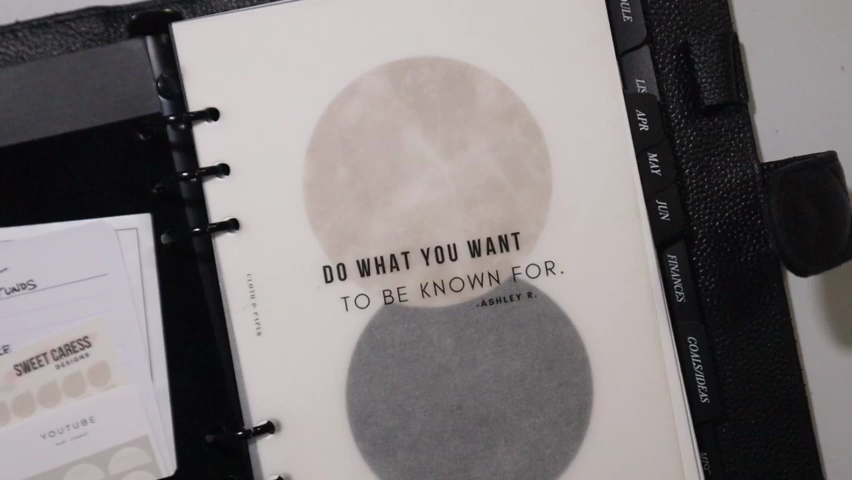 DO WHAT YOU WANT
TO BE KNOWN FOR.
-ASHLEY R.
CLOTH & PAPER
SWEET CARESS
DESIGNS
YOUTUBE
APR
MAY
JUN
FINANCES
GOALS/IDEAS